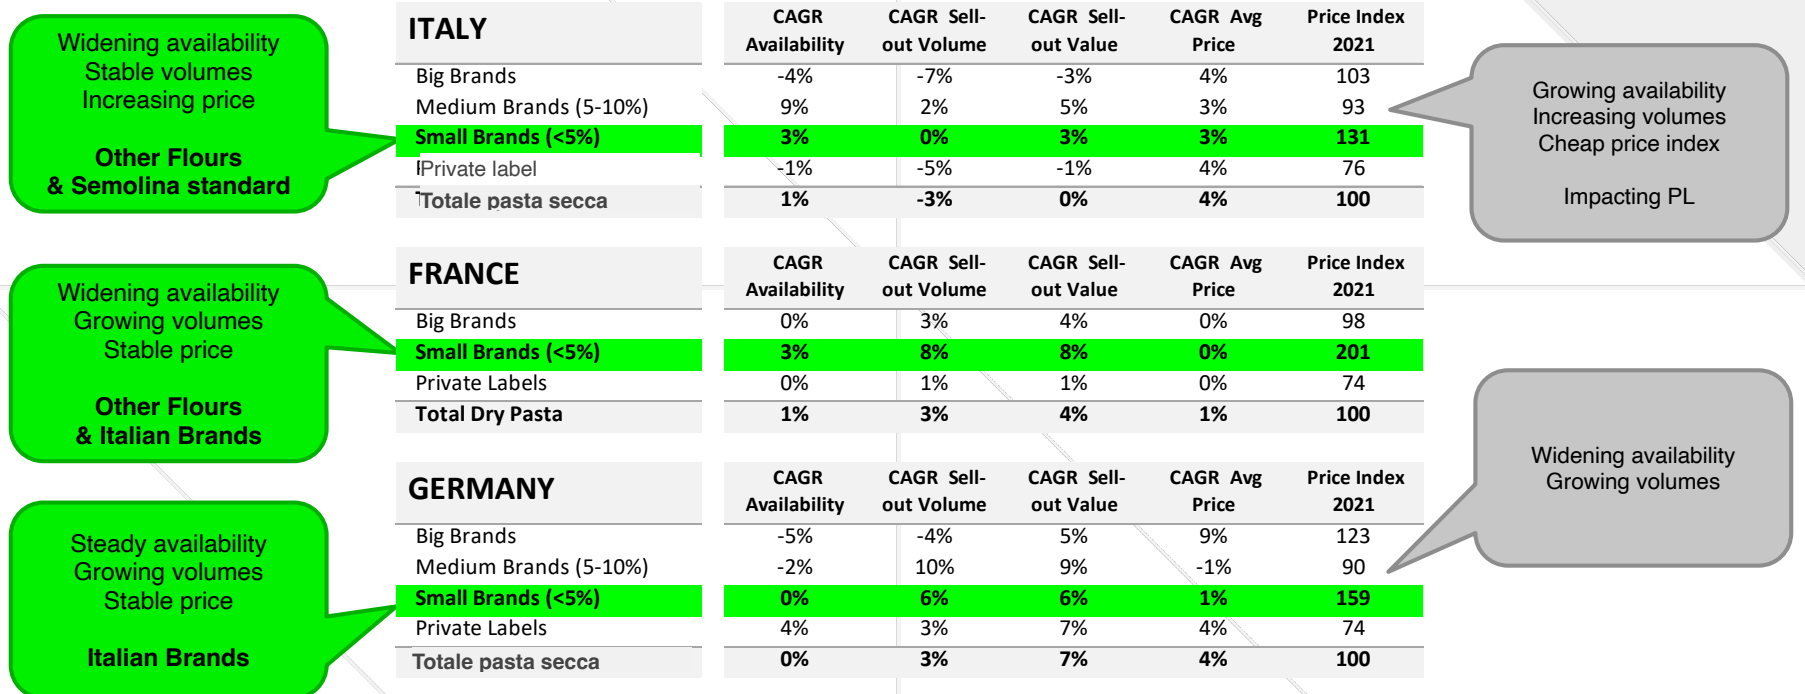 Widening availability
Stable volumes
Increasing price
Other Flours
& Semolina standard
ITALY
CAGR Availability CAGR Sell-out Volume CAGR Sell-out Value CAGR Avg Price Price Index 2021
Big Brands -4% -7% -3% 4% 103
Medium Brands (5-10%) 9% 2% 5% 3% 93
Small Brands (<5%) 3% 0% 3% 3% 131
Private label -1% -5% -1% 4% 76
Totale pasta secca 1% -3% 0% 4% 100
Growing availability
Increasing volumes
Cheap price index
Impacting PL
Widening availability
Growing volumes
Stable price
Other Flours
& Italian Brands
FRANCE
CAGR Availability CAGR Sell-out Volume CAGR Sell-out Value CAGR Avg Price Price Index 2021
Big Brands 0% 3% 4% 0% 98
Small Brands (<5%) 3% 8% 8% 0% 201
Private Labels 0% 1% 1% 0% 74
Total Dry Pasta 1% 3% 4% 1% 100
Steady availability
Growing volumes
Stable price
Italian Brands
GERMANY
CAGR Availability CAGR Sell-out Volume CAGR Sell-out Value CAGR Avg Price Price Index 2021
Big Brands -5% -4% 5% 9% 123
Medium Brands (5-10%) -2% 10% 9% -1% 90
Small Brands (<5%) 0% 6% 6% 1% 159
Private Labels 4% 3% 7% 4% 74
Totale pasta secca 0% 3% 7% 4% 100
Widening availability
Growing volumes